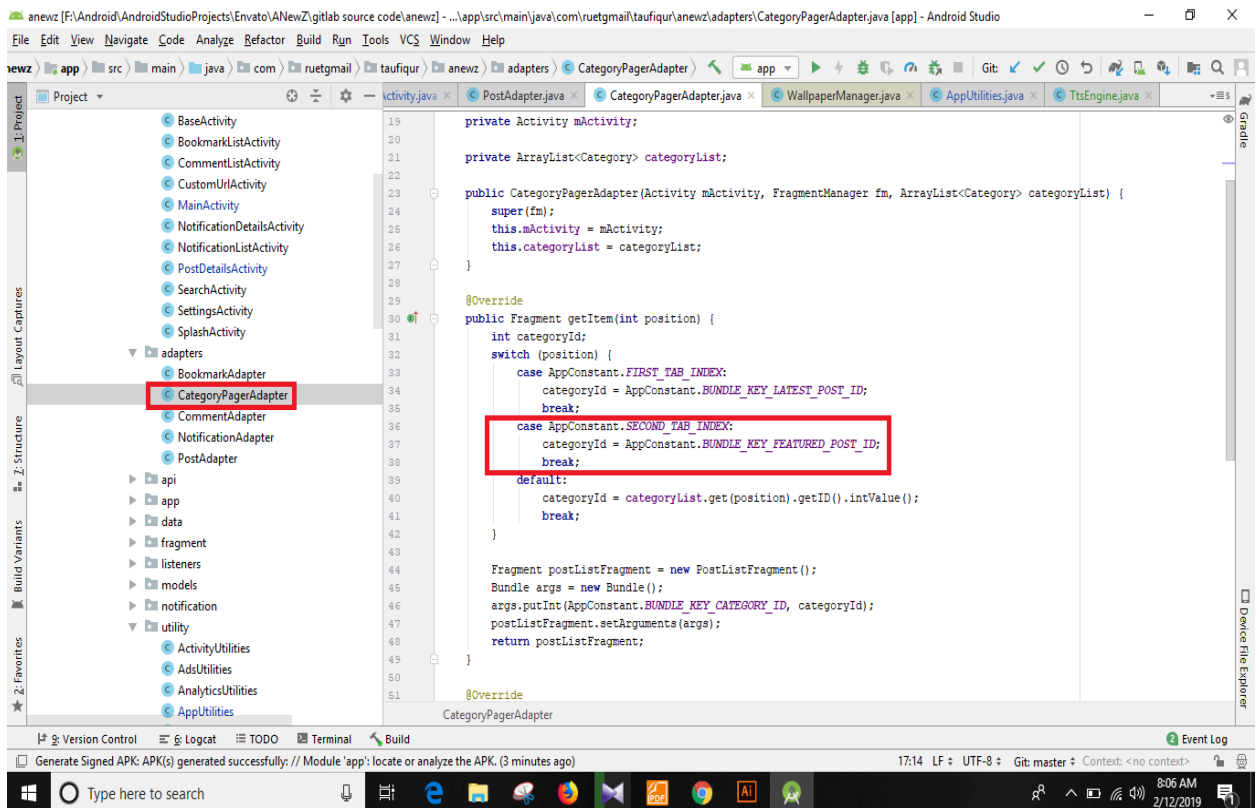 anewz [F:\Android\AndroidStudioProjects\Envato\ANewZ\gitlab source code\anewz] - ...\app\src\main\java\com\ruetgmail\taufiqur\anewz\adapters\CategoryPagerAdapter.java [app] - Android Studio
File Edit View Navigate Code Analyze Refactor Build Run Tools VCS Window Help
newz app src main java com ruetgmail taufiqur anewz adapters CategoryPagerAdapter app Git:
Project
ctivity.java PostAdapter.java CategoryPagerAdapter.java WallpaperManager.java AppUtilities.java TtsEngine.java
1: Project
Layout Captures
7: Structure
Build Variants
2: Favorites
BaseActivity
BookmarkListActivity
CommentListActivity
CustomUrlActivity
MainActivity
NotificationDetailsActivity
NotificationListActivity
PostDetailsActivity
SearchActivity
SettingsActivity
SplashActivity
adapters
BookmarkAdapter
CategoryPagerAdapter
CommentAdapter
NotificationAdapter
PostAdapter
api
app
data
fragment
listeners
models
notification
utility
ActivityUtilities
AdsUtilities
AnalyticsUtilities
AppUtilities
19 private Activity mActivity;
20
21 private ArrayList<Category> categoryList;
22
23 public CategoryPagerAdapter(Activity mActivity, FragmentManager fm, ArrayList<Category> categoryList) {
24 super(fm);
25 this.mActivity = mActivity;
26 this.categoryList = categoryList;
27 }
28
29 @Override
30 public Fragment getItem(int position) {
31 int categoryId;
32 switch (position) {
33 case AppConstant.FIRST_TAB_INDEX:
34 categoryId = AppConstant.BUNDLE_KEY_LATEST_POST_ID;
35 break;
36 case AppConstant.SECOND_TAB_INDEX:
37 categoryId = AppConstant.BUNDLE_KEY_FEATURED_POST_ID;
38 break;
39 default:
40 categoryId = categoryList.get(position).getID().intValue();
41 break;
42 }
43
44 Fragment postListFragment = new PostListFragment();
45 Bundle args = new Bundle();
46 args.putInt(AppConstant.BUNDLE_KEY_CATEGORY_ID, categoryId);
47 postListFragment.setArguments(args);
48 return postListFragment;
49 }
50
51 @Override
CategoryPagerAdapter
Gradle
Device File Explorer
9: Version Control 6: Logcat TODO Terminal Build 2 Event Log
Generate Signed APK: APK(s) generated successfully: // Module 'app': locate or analyze the APK. (3 minutes ago) 17:14 LF UTF-8 Git: master Context: <no context>
Type here to search
8:06 AM
2/12/2019